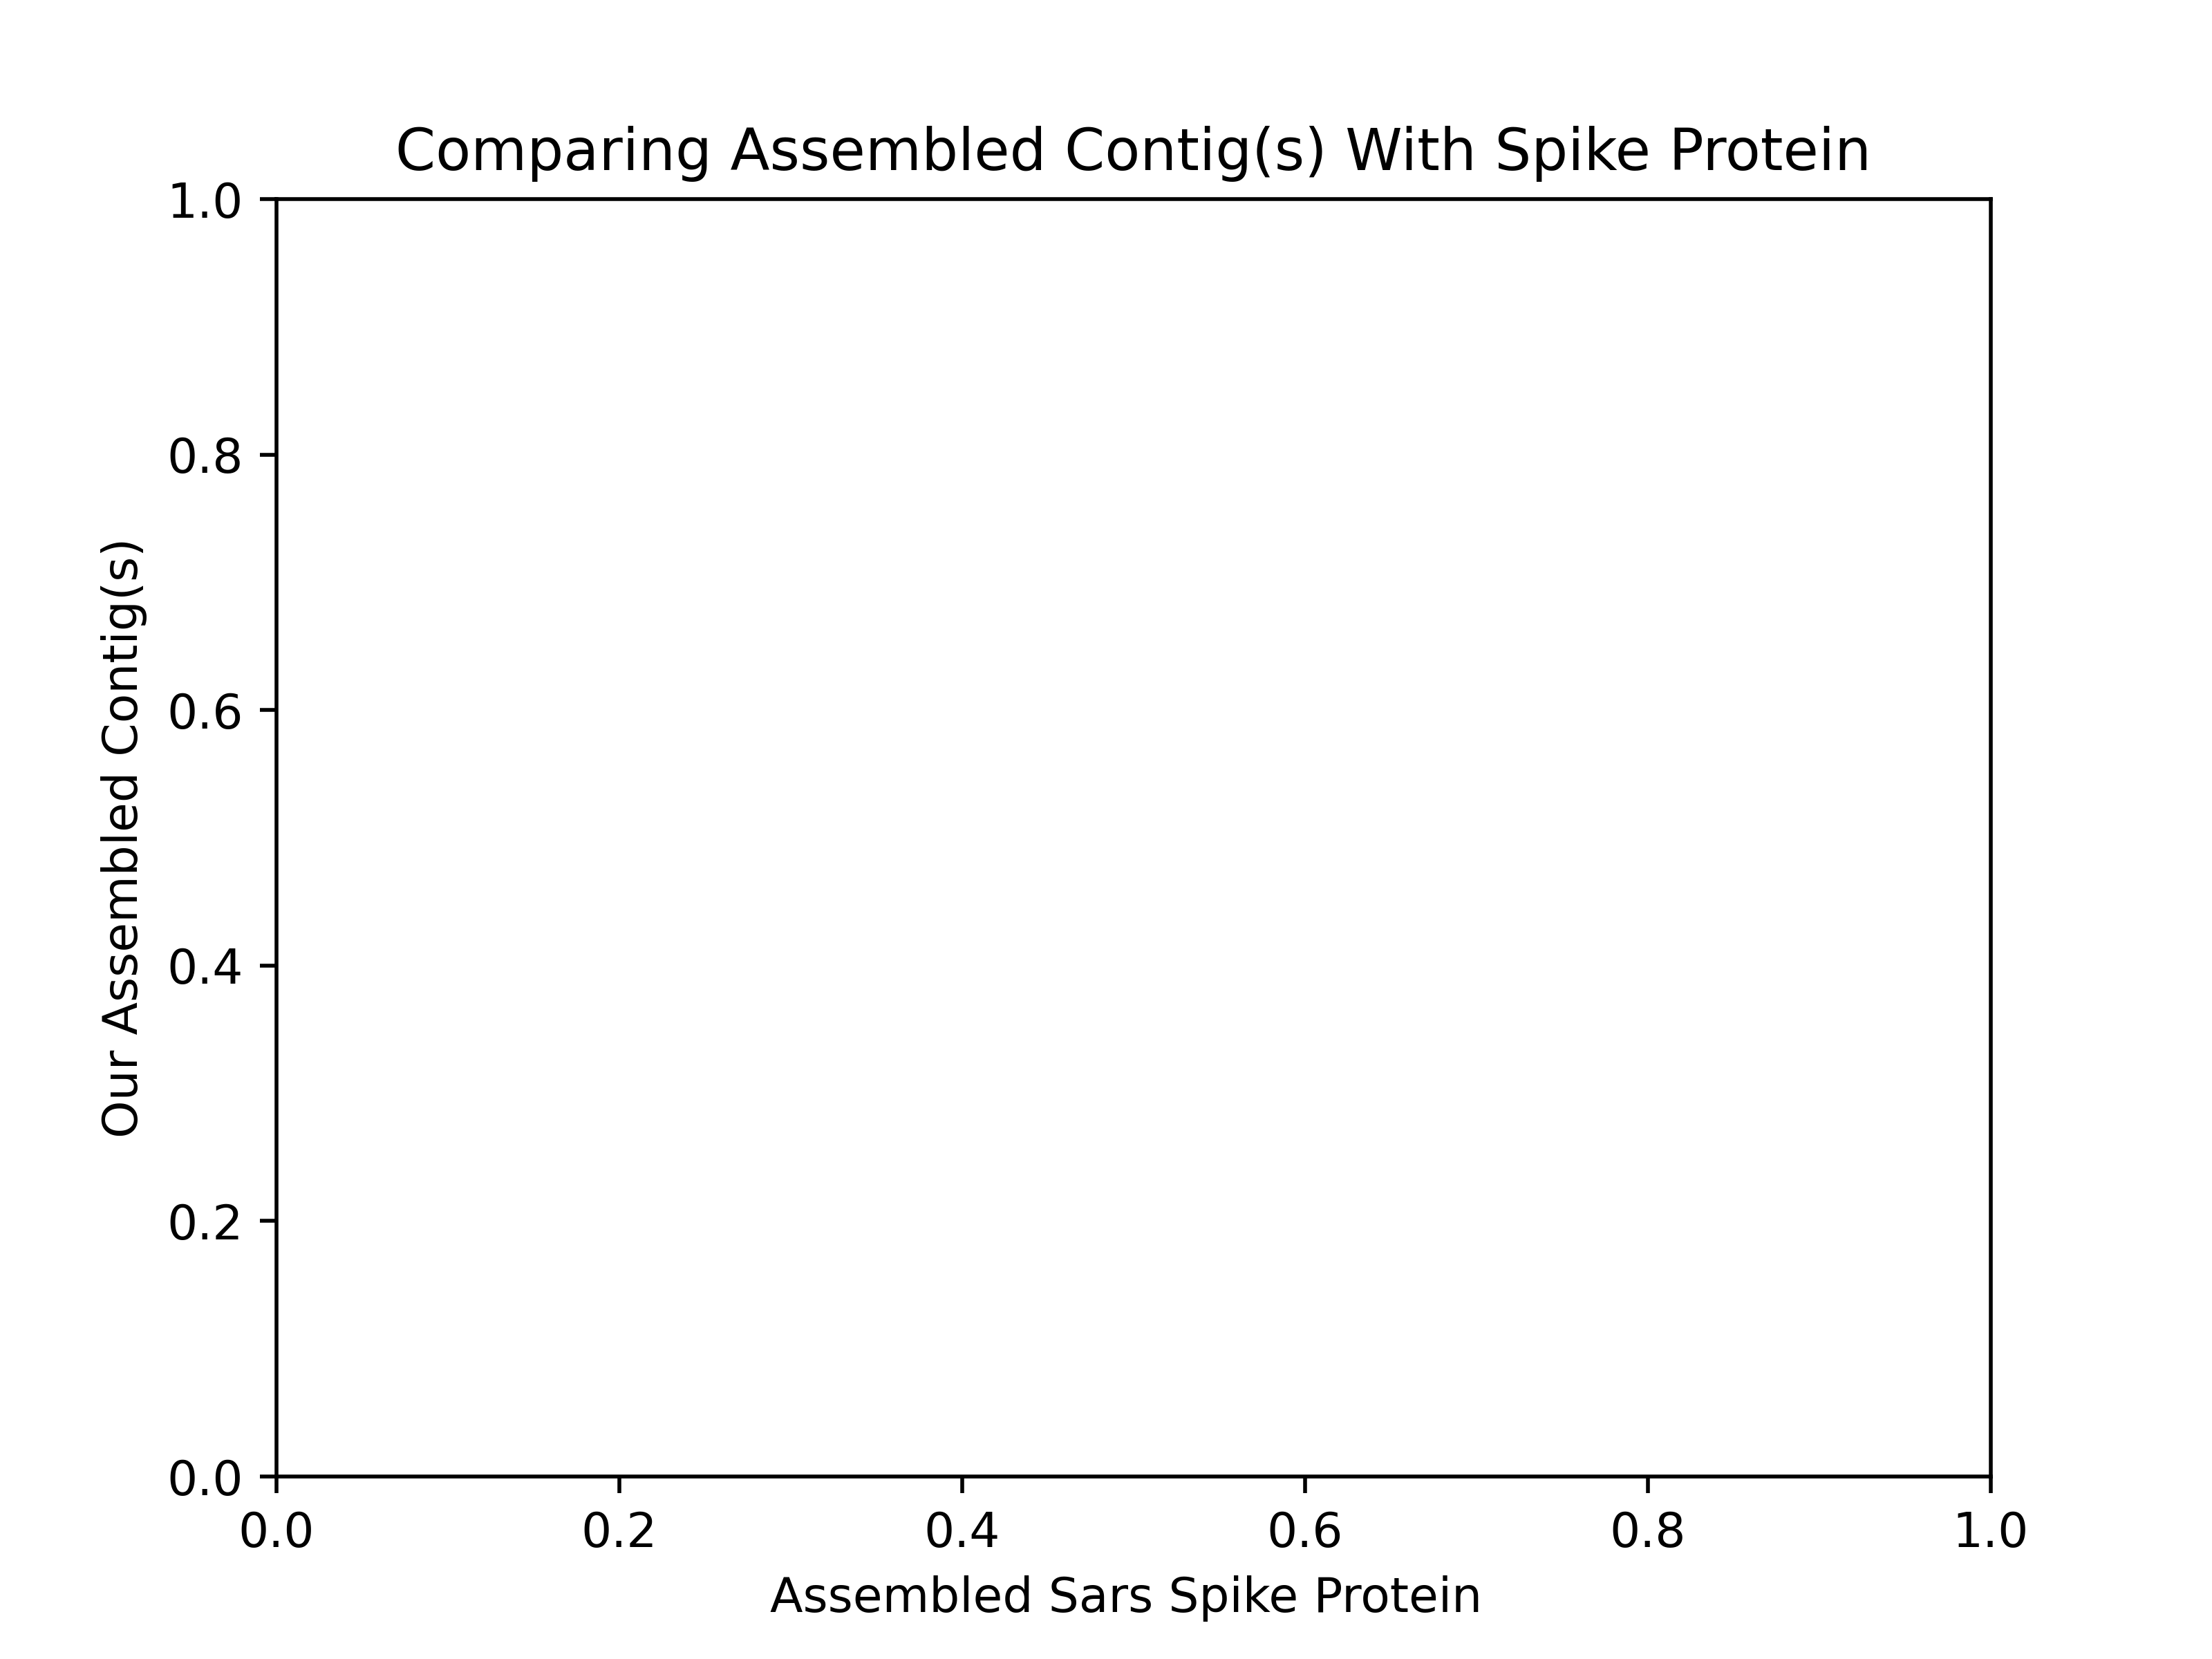 Comparing Assembled Contig(s) With Spike Protein
1.0
0.8
0.6
0.4
0.2
0.0
Our Assembled Contig(s)
0.0 0.2 0.4 0.6 0.8 1.0
Assembled Sars Spike Protein